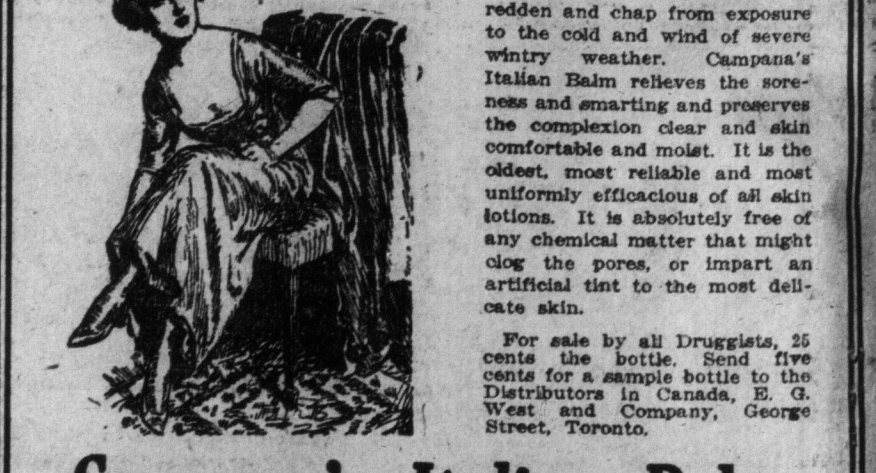 redden and chap from exposure
to the cold and wind of severe
wintry weather. Campana's
Italian Balm relieves the sore-
ness and smarting and preserves
the complexion clear and skin
comfortable and moist. It is the
oldest, most reliable and most
uniformly efficacious of all skin
lotions. It is absolutely free of
any chemical matter that might
clog the pores, or impart an
artificial tint to the most deli-
cate skin.
For sale by all Druggists, 25
cents the bottle. Send five
cents for a sample bottle to the
Distributors in Canada, E. G.
West and Company, George
Street, Toronto.